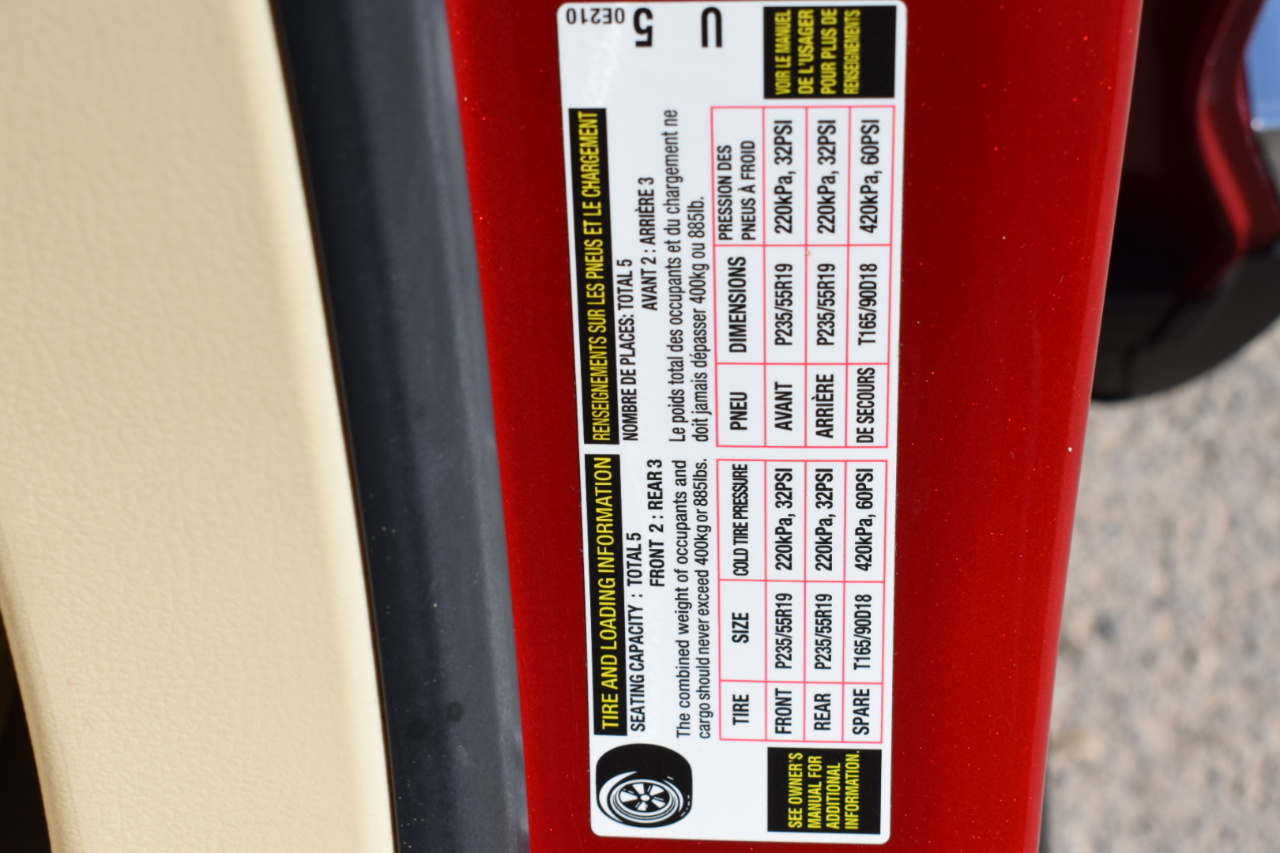 TIRE AND LOADING INFORMATION
SEATING CAPACITY : TOTAL 5
FRONT 2 : REAR 3
The combined weight of occupants and
cargo should never exceed 400kg or 885lbs.
TIRE SIZE COLD TIRE PRESSURE
FRONT P235/55R19 220kPa, 32PSI
REAR P235/55R19 220kPa, 32PSI
SPARE T165/90D18 420kPa, 60PSI
SEE OWNER'S
MANUAL FOR
ADDITIONAL
INFORMATION.
RENSEIGNEMENTS SUR LES PNEUS ET LE CHARGEMENT
NOMBRE DE PLACES: TOTAL 5
AVANT 2 : ARRIÈRE 3
Le poids total des occupants et du chargement ne
doit jamais dépasser 400kg ou 885lb.
PNEU DIMENSIONS PRESSION DES
PNEUS À FROID
AVANT P235/55R19 220kPa, 32PSI
ARRIÈRE P235/55R19 220kPa, 32PSI
DE SECOURS T165/90D18 420kPa, 60PSI
VOIR LE MANUEL
DE L'USAGER
POUR PLUS DE
RENSEIGNEMENTS
0E210
5
U